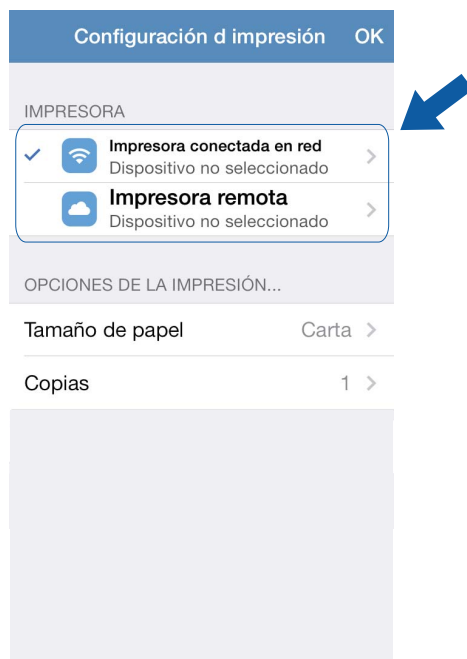 Configuración d impresión OK
IMPRESORA
Impresora conectada en red
Dispositivo no seleccionado
Impresora remota
Dispositivo no seleccionado
OPCIONES DE LA IMPRESIÓN...
Tamaño de papel Carta
Copias 1